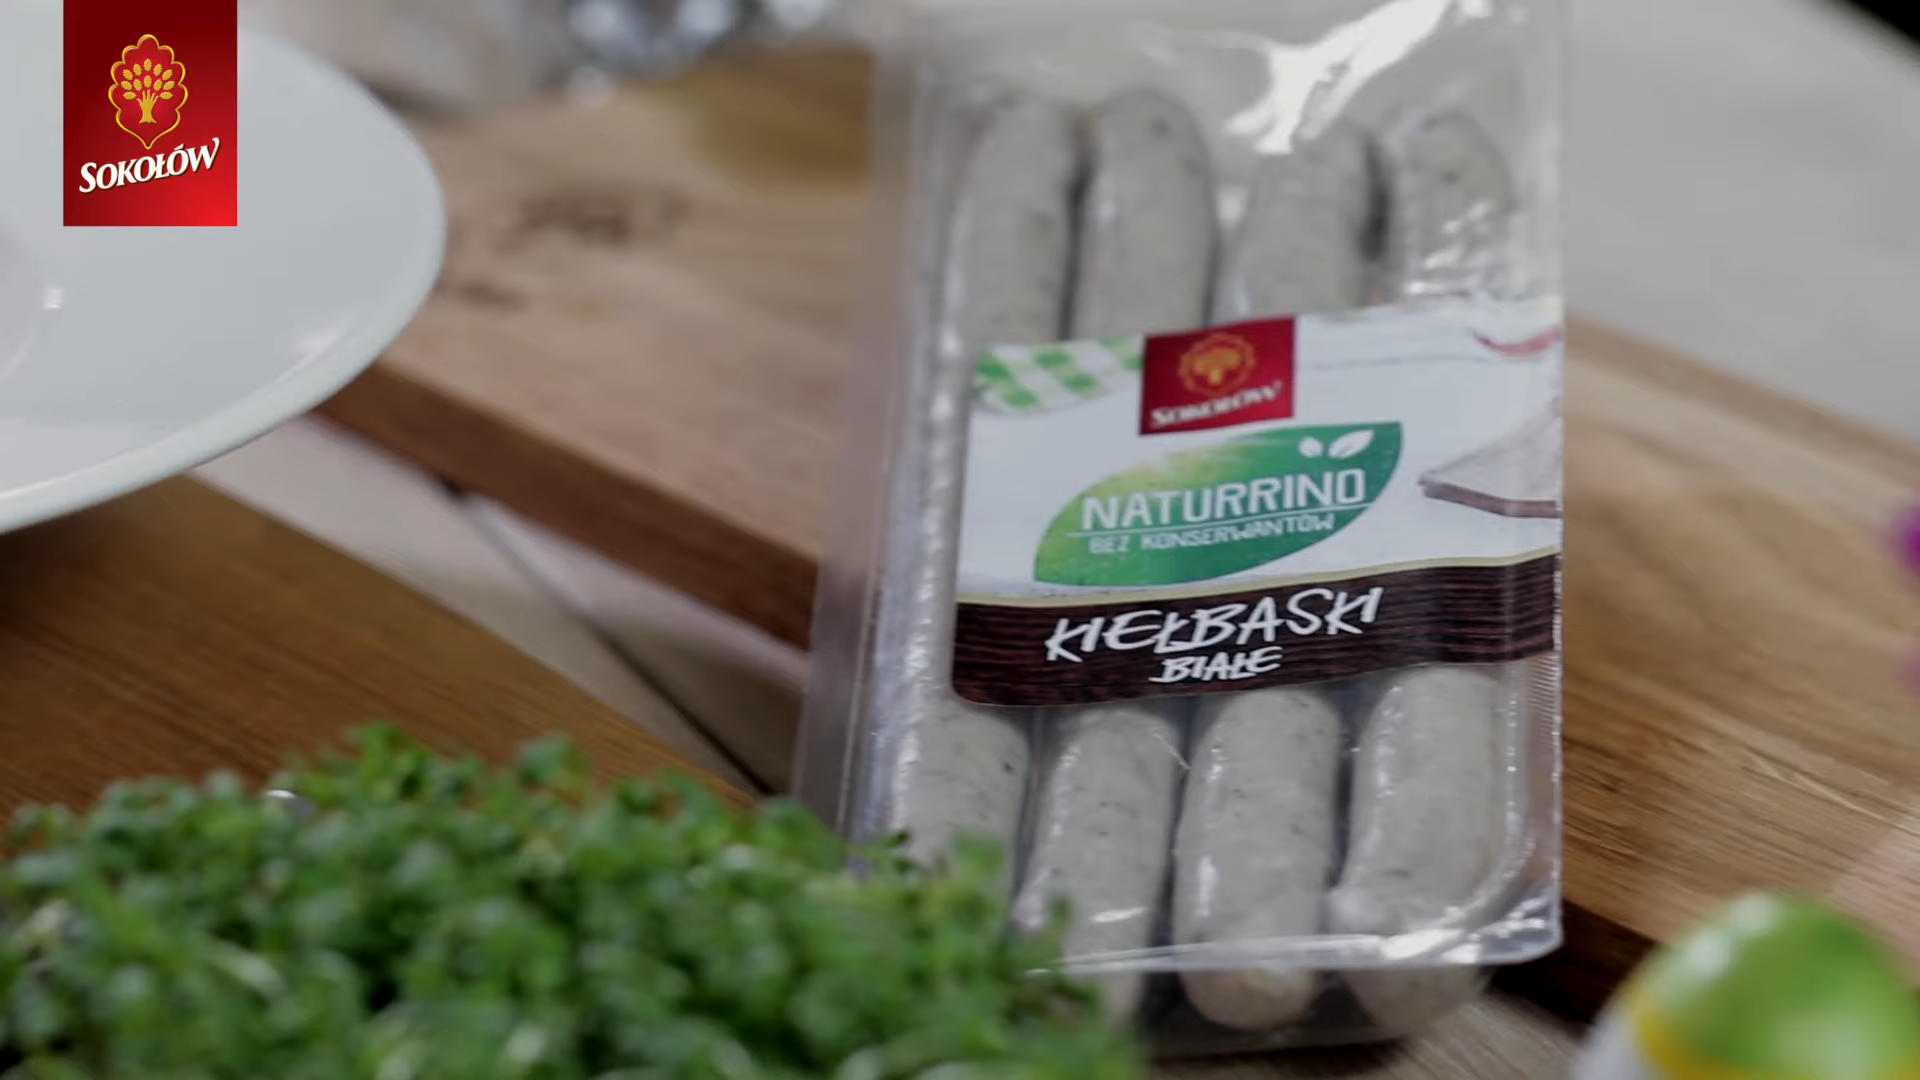 SOKOŁÓW
SOKOŁÓW
NATURRINO
BEZ KONSERWANTÓW
KIEŁBASKI
BIAŁE